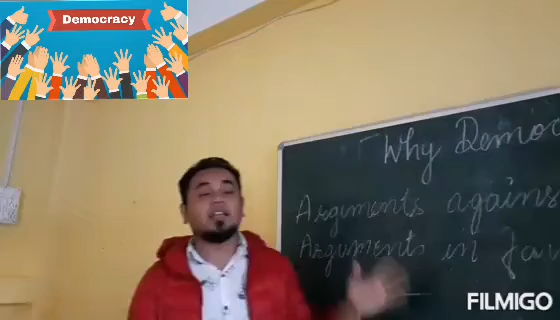 Democracy
Why Democ
Arguments agains
Arguments in fav
FILMIGO